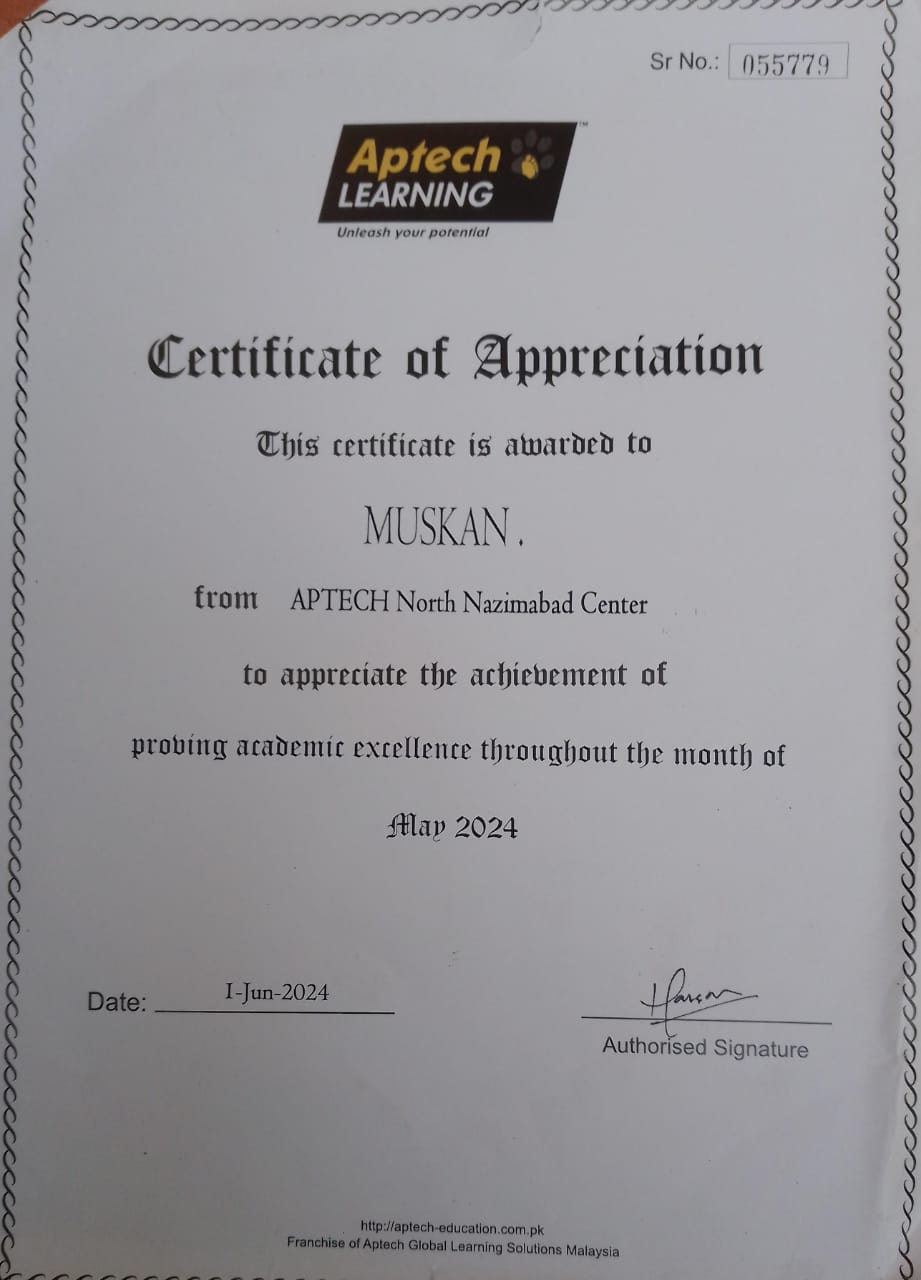 Sr No.: 055779
Aptech
LEARNING
Unleash your potential
Certificate of Appreciation
This certificate is awarded to
MUSKAN .
from APTECH North Nazimabad Center
to appreciate the achievement of
proving academic excellence throughout the month of
May 2024
Date: 1-Jun-2024
Authorised Signature
http://aptech-education.com.pk
Franchise of Aptech Global Learning Solutions Malaysia